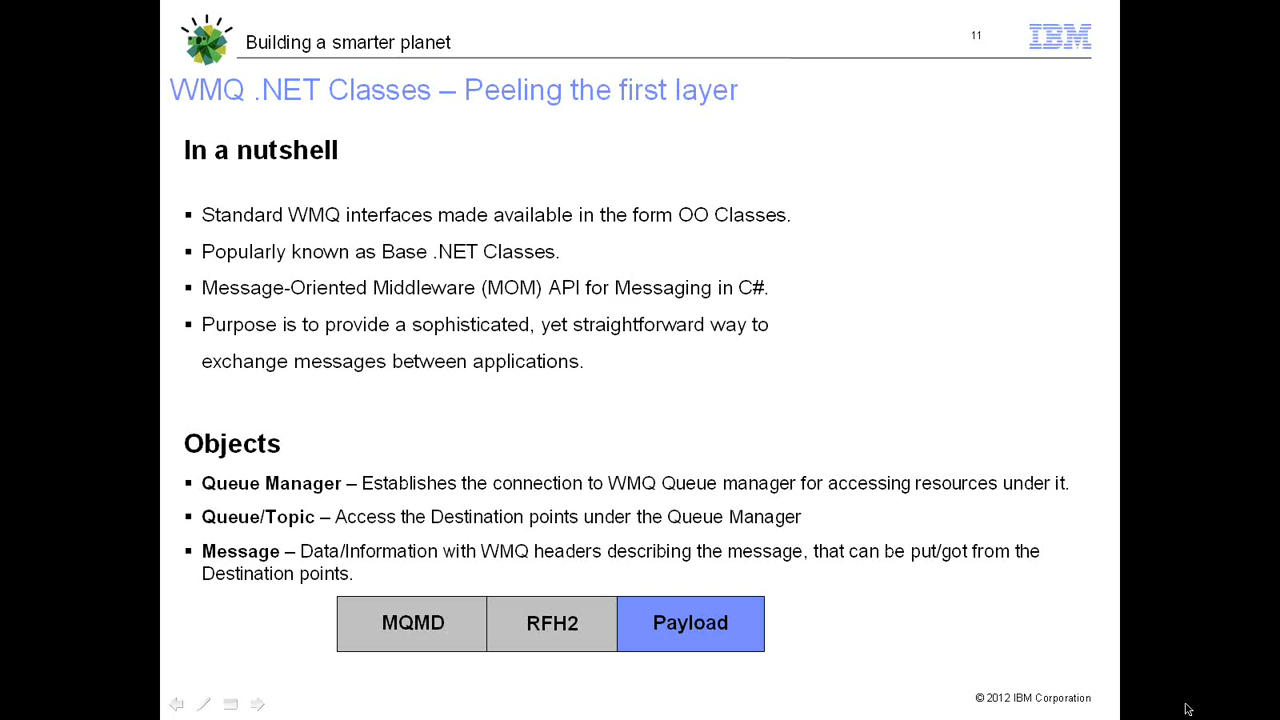 Building a smarter planet
11
IBM
WMQ .NET Classes – Peeling the first layer
In a nutshell
▪ Standard WMQ interfaces made available in the form OO Classes.
▪ Popularly known as Base .NET Classes.
▪ Message-Oriented Middleware (MOM) API for Messaging in C#.
▪ Purpose is to provide a sophisticated, yet straightforward way to
exchange messages between applications.
Objects
▪ Queue Manager – Establishes the connection to WMQ Queue manager for accessing resources under it.
▪ Queue/Topic – Access the Destination points under the Queue Manager
▪ Message – Data/Information with WMQ headers describing the message, that can be put/got from the
Destination points.
MQMD RFH2 Payload
© 2012 IBM Corporation